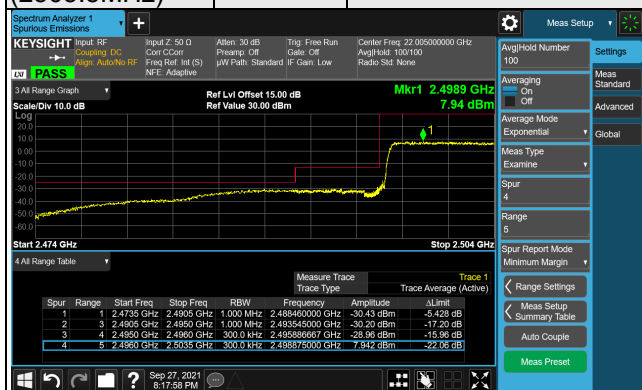 (2506.5MHz)
Spectrum Analyzer 1
Spurious Emissions
Meas Setup
KEYSIGHT
Input: RF
Coupling: DC
Align: Auto/No RF
Input Z: 50 Ω
Corr CCorr
Freq Ref: Int (S)
NFE: Adaptive
Atten: 30 dB
Preamp: Off
µW Path: Standard
Trig: Free Run
Gate: Off
IF Gain: Low
Center Freq: 22.005000000 GHz
Avg|Hold: 100/100
Radio Std: None
LXI PASS
3 All Range Graph
Scale/Div 10.0 dB
Ref Lvl Offset 15.00 dB
Ref Value 30.00 dBm
Mkr1 2.4989 GHz
7.94 dBm
Log
20.0
10.0
0.00
-10.0
-20.0
-30.0
-40.0
-50.0
-60.0
1
Start 2.474 GHz
Stop 2.504 GHz
4 All Range Table
Measure Trace Trace 1
Trace Type Trace Average (Active)
Spur Range Start Freq Stop Freq RBW Frequency Amplitude ΔLimit
1 1 2.4735 GHz 2.4905 GHz 1.000 MHz 2.488460000 GHz -30.43 dBm -5.428 dB
2 3 2.4905 GHz 2.4950 GHz 1.000 MHz 2.493545000 GHz -30.20 dBm -17.20 dB
3 4 2.4950 GHz 2.4960 GHz 300.0 kHz 2.495886667 GHz -28.96 dBm -15.96 dB
4 5 2.4960 GHz 2.5035 GHz 300.0 kHz 2.498875000 GHz 7.942 dBm -22.06 dB
Avg|Hold Number
100
Averaging
On
Off
Average Mode
Exponential
Meas Type
Examine
Spur
4
Range
5
Spur Report Mode
Minimum Margin
Range Settings
Meas Setup
Summary Table
Auto Couple
Meas Preset
Settings
Meas
Standard
Advanced
Global
Sep 27, 2021
8:17:58 PM